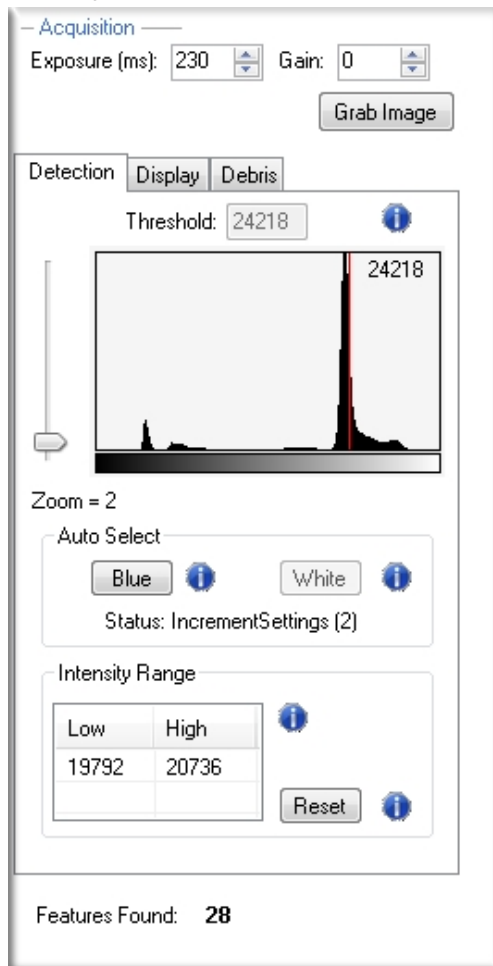 Acquisition
Exposure (ms): 230 Gain: 0
Grab Image
Detection Display Debris
Threshold: 24218
24218
Zoom = 2
Auto Select
Blue White
Status: IncrementSettings (2)
Intensity Range
Low High
19792 20736
Reset
Features Found: 28